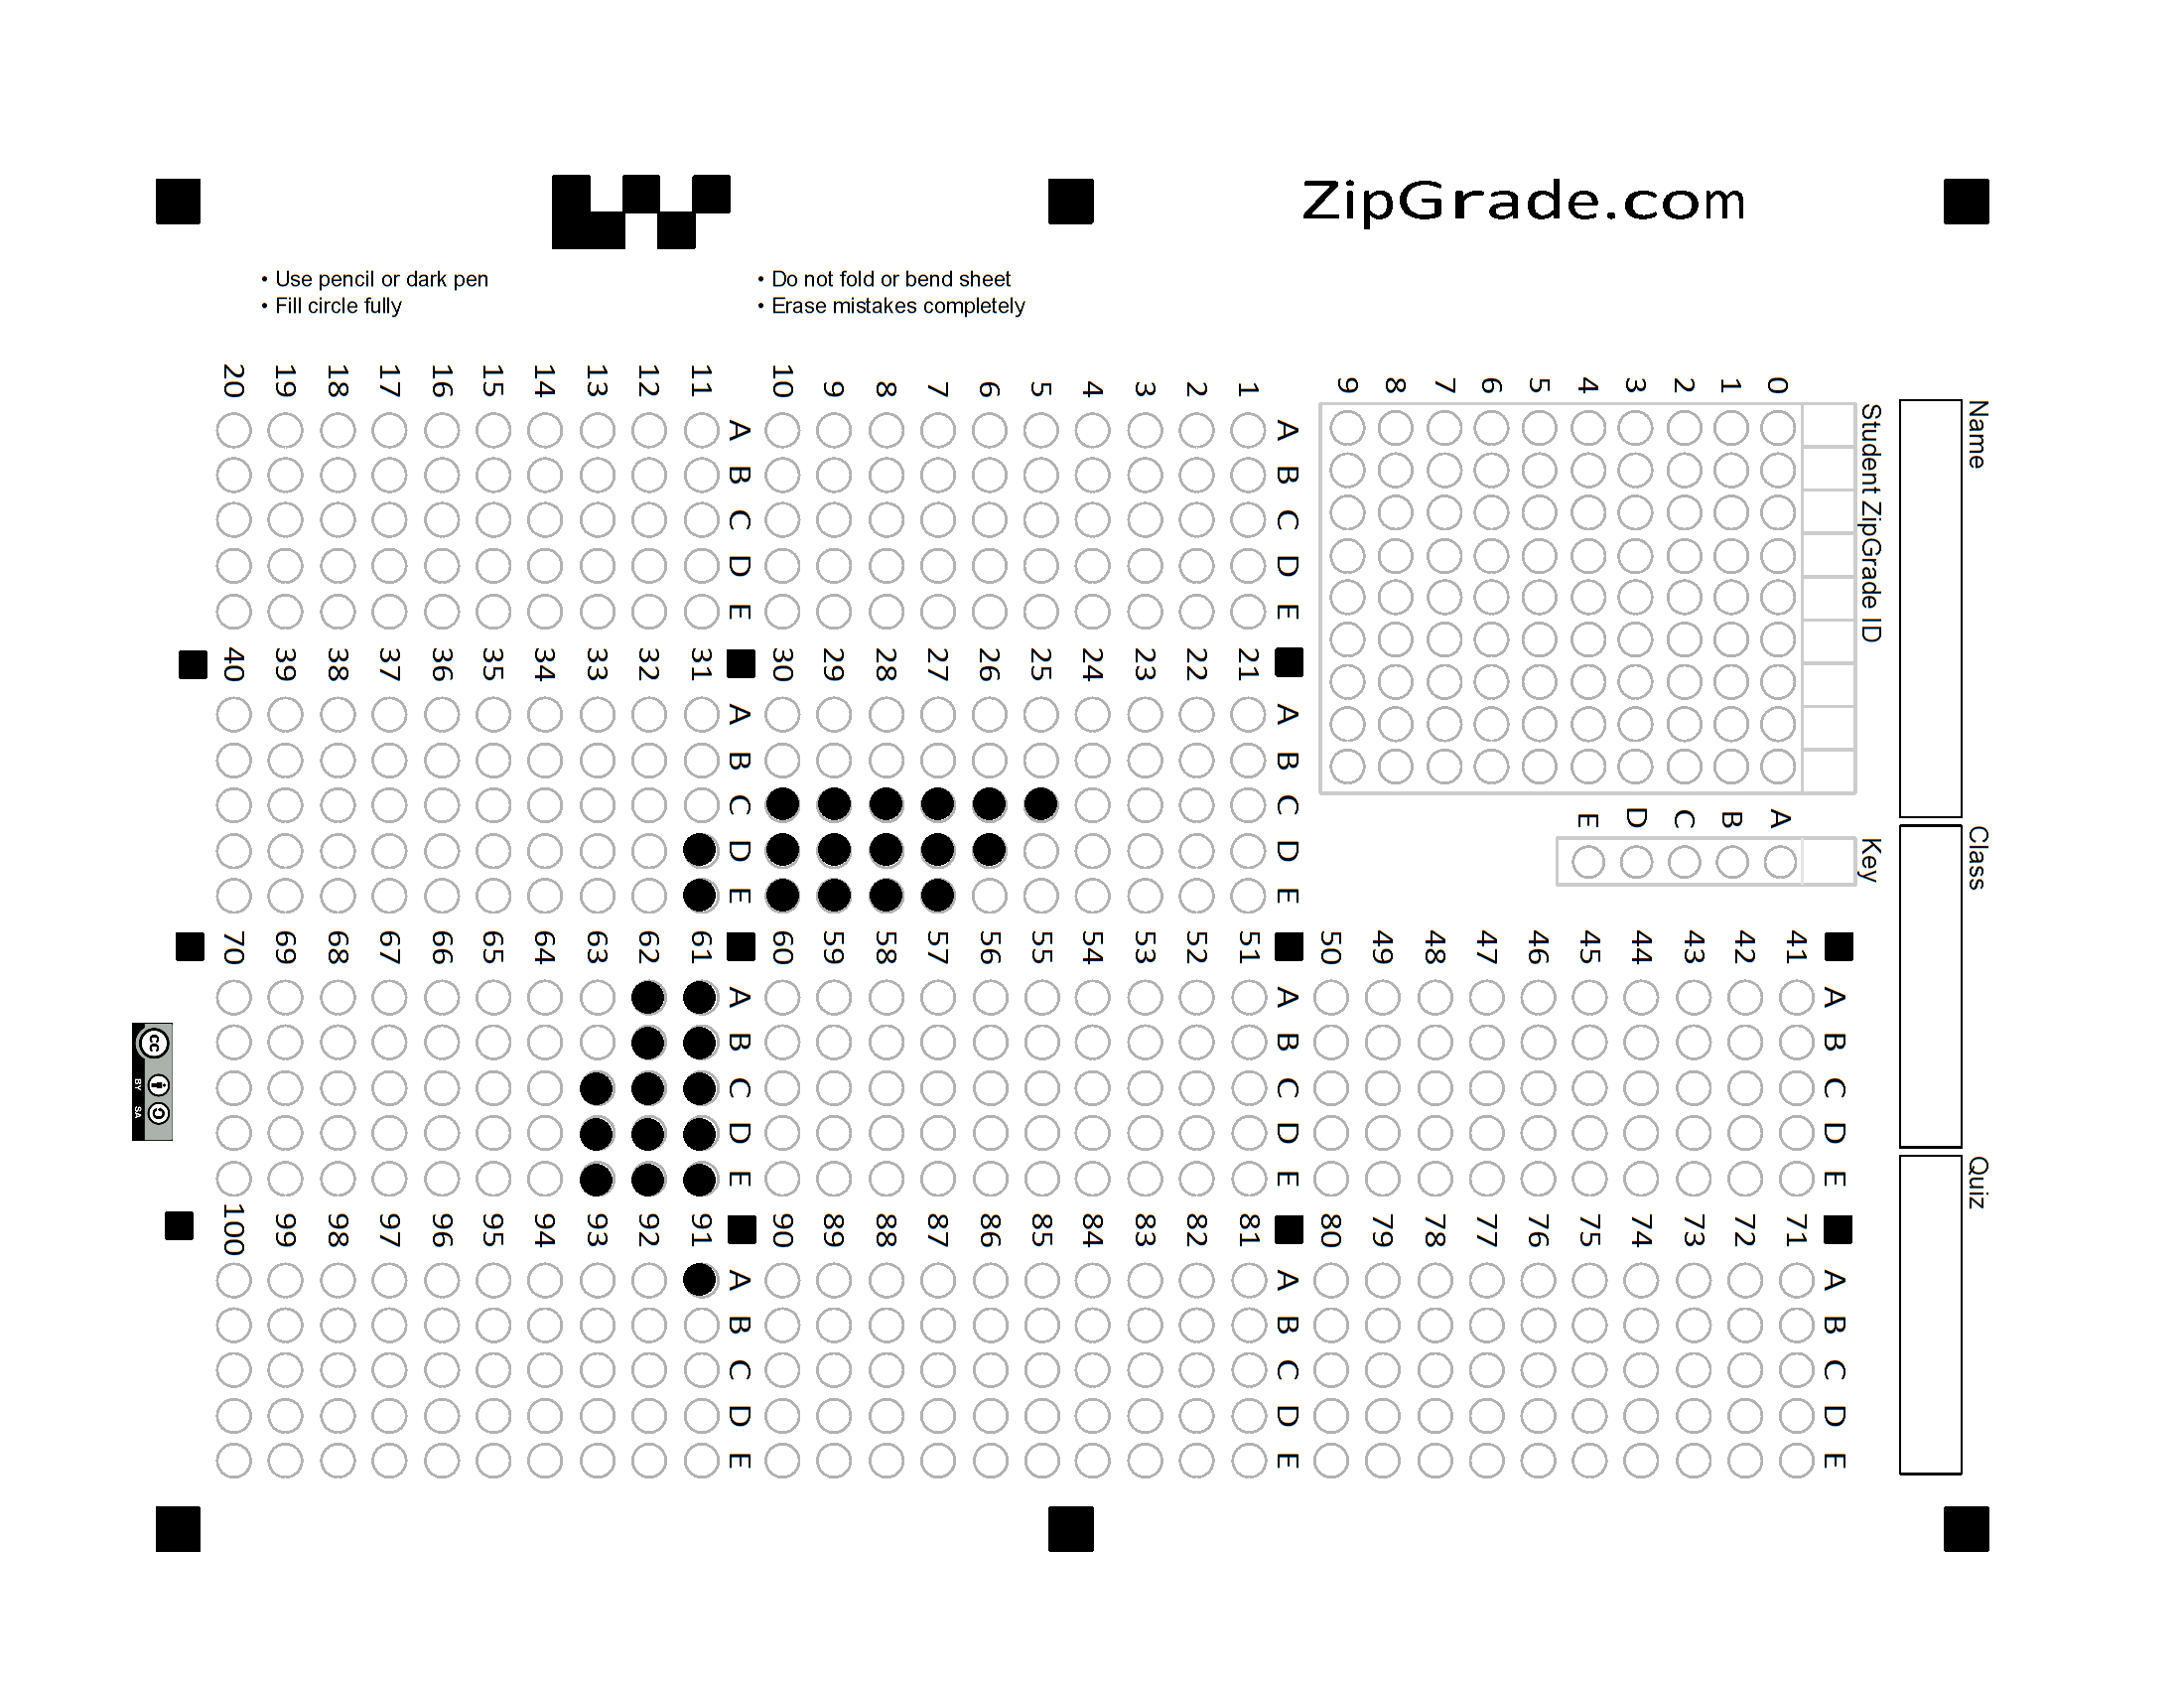 ZipGrade.com
• Use pencil or dark pen
• Fill circle fully
• Do not fold or bend sheet
• Erase mistakes completely
Name
Class
Quiz
Student ZipGrade ID
0 1 2 3 4 5 6 7 8 9
Key
A B C D E
1 2 3 4 5 6 7 8 9 10
A B C D E
11 12 13 14 15 16 17 18 19 20
A B C D E
21 22 23 24 25 26 27 28 29 30
A B C D E
31 32 33 34 35 36 37 38 39 40
A B C D E
41 42 43 44 45 46 47 48 49 50
A B C D E
51 52 53 54 55 56 57 58 59 60
A B C D E
61 62 63 64 65 66 67 68 69 70
A B C D E
71 72 73 74 75 76 77 78 79 80
A B C D E
81 82 83 84 85 86 87 88 89 90
A B C D E
91 92 93 94 95 96 97 98 99 100
A B C D E
cc BY SA